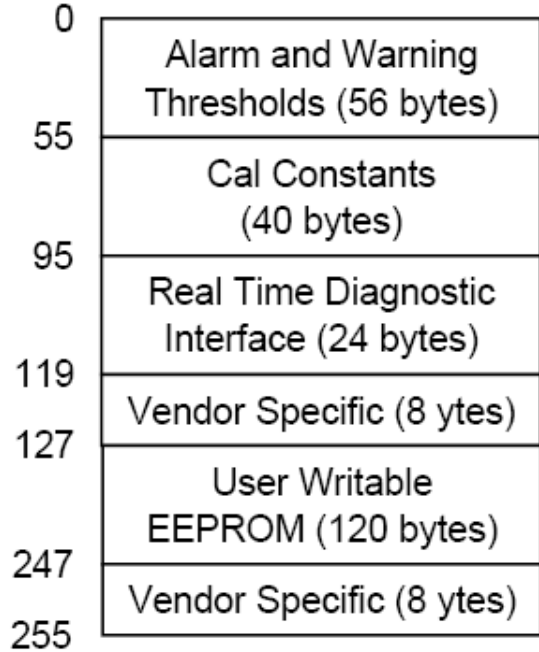 0
Alarm and Warning
Thresholds (56 bytes)
55
Cal Constants
(40 bytes)
95
Real Time Diagnostic
Interface (24 bytes)
119
Vendor Specific (8 ytes)
127
User Writable
EEPROM (120 bytes)
247
Vendor Specific (8 ytes)
255